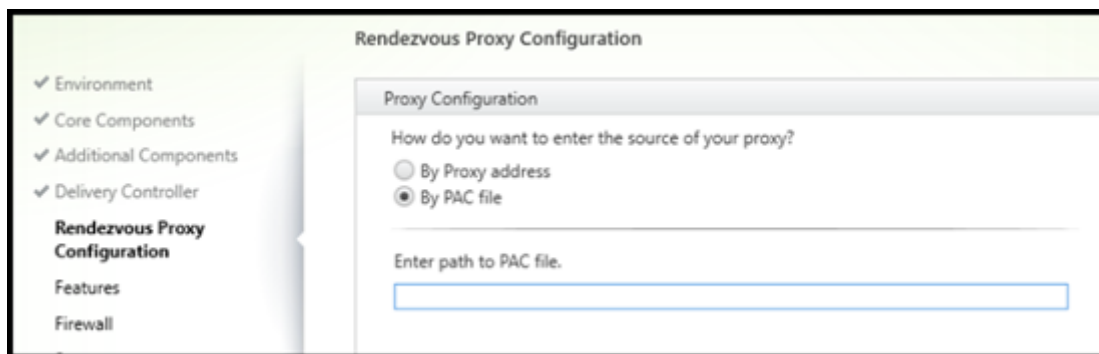 Rendezvous Proxy Configuration
Environment
Core Components
Additional Components
Delivery Controller
Rendezvous Proxy
Configuration
Features
Firewall
Proxy Configuration
How do you want to enter the source of your proxy?
By Proxy address
By PAC file
Enter path to PAC file.